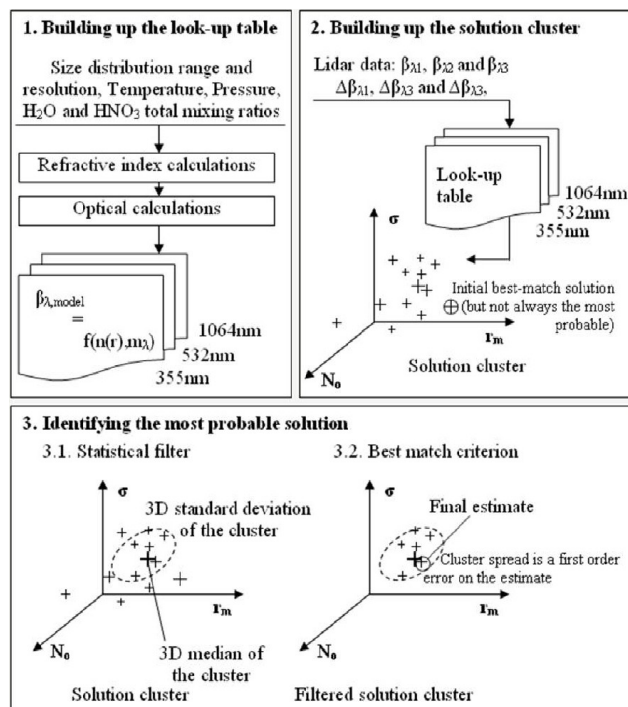 1. Building up the look-up table
Size distribution range and
resolution, Temperature, Pressure,
H₂O and HNO₃ total mixing ratios
Refractive index calculations
Optical calculations
βλ,model
=
f(n(r),mλ)
1064nm
532nm
355nm
2. Building up the solution cluster
Lidar data: βλ1, βλ2 and βλ3
Δβλ1, Δβλ3 and Δβλ3,
Look-up
table
1064nm
532nm
355nm
σ
Initial best-match solution
(but not always the most
probable)
rm
N₀
Solution cluster
3. Identifying the most probable solution
3.1. Statistical filter
σ
3D standard deviation
of the cluster
rm
N₀
3D median of
the cluster
Solution cluster
3.2. Best match criterion
σ
Final estimate
Cluster spread is a first order
error on the estimate
rm
N₀
Filtered solution cluster